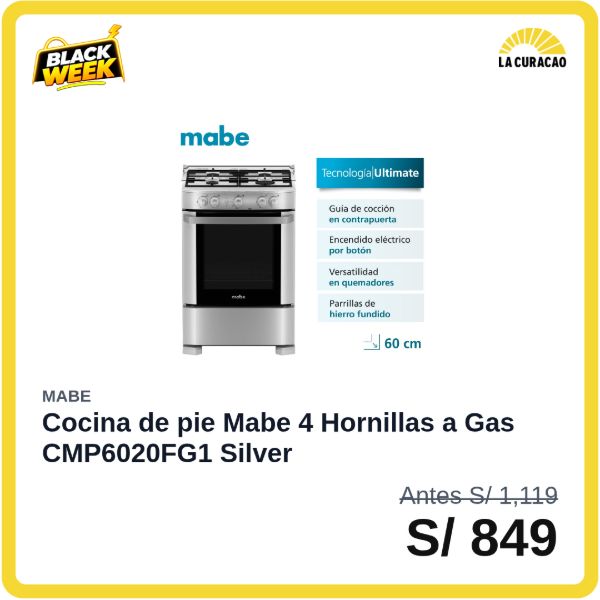 BLACK
WEEK
LA CURACAO
mabe
Tecnología|Ultimate
Guía de cocción
en contrapuerta
Encendido eléctrico
por botón
Versatilidad
en quemadores
Parrillas de
hierro fundido
mabe
60 cm
MABE
Cocina de pie Mabe 4 Hornillas a Gas
CMP6020FG1 Silver
Antes S/ 1,119
S/ 849